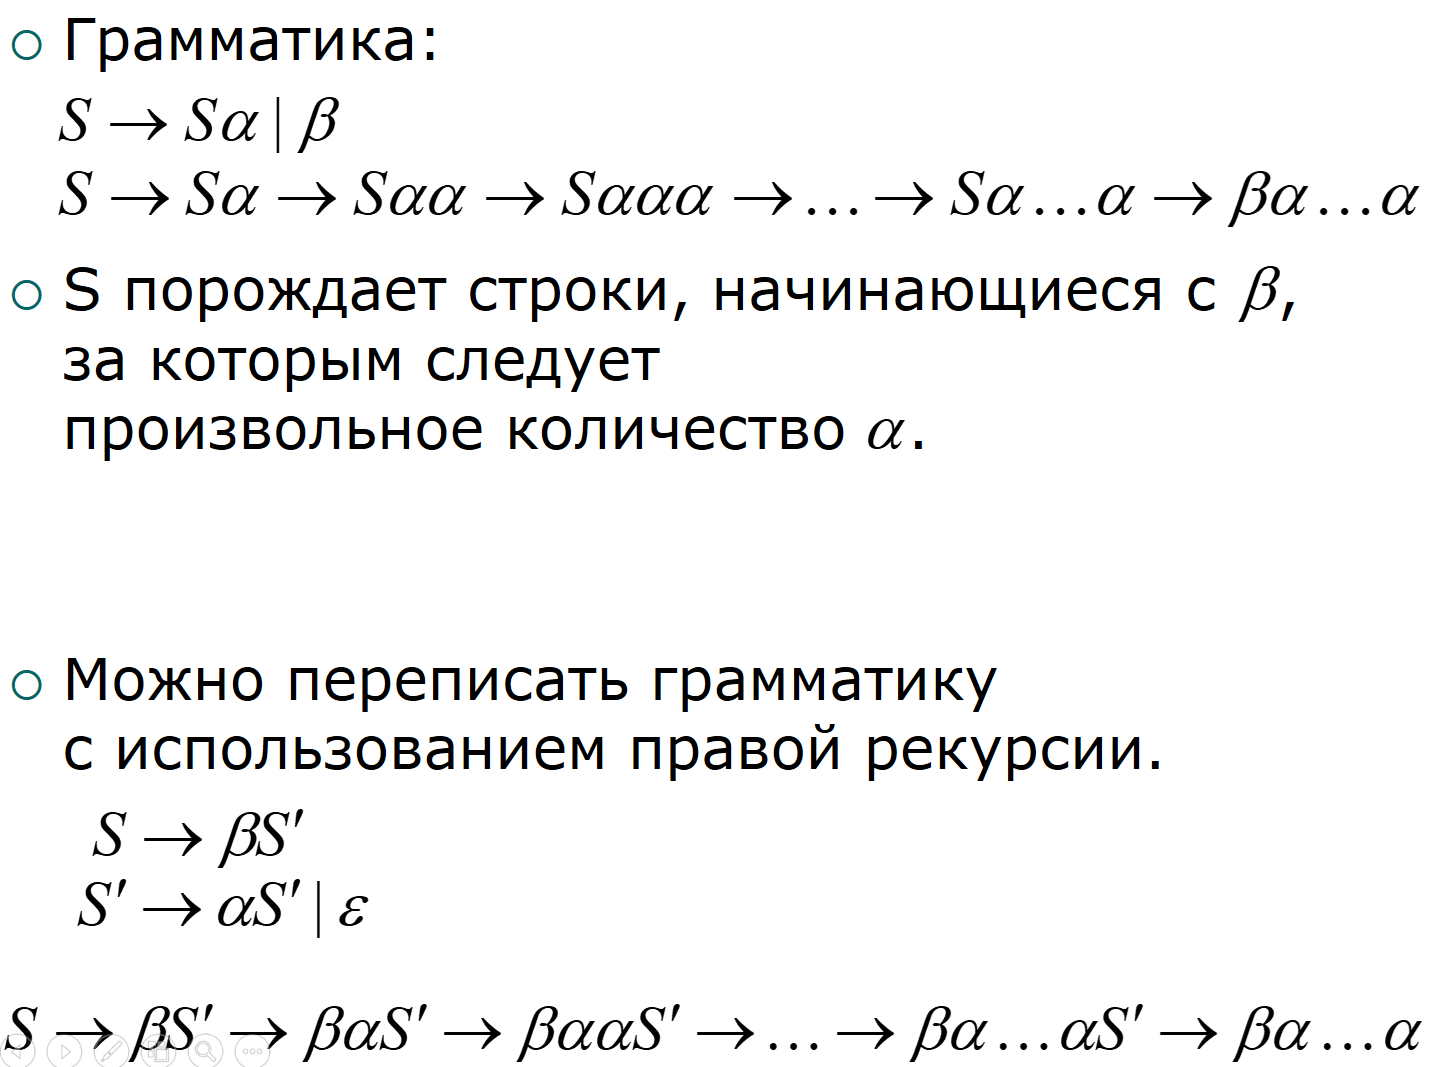 Грамматика:
S → Sα | β
S → Sα → Sαα → Sααα → … → Sα…α → βα…α
S порождает строки, начинающиеся с β,
за которым следует
произвольное количество α.
Можно переписать грамматику
с использованием правой рекурсии.
S → βS′
S′ → αS′ | ε
S → βS′ → βαS′ → βααS′ → … → βα…αS′ → βα…α